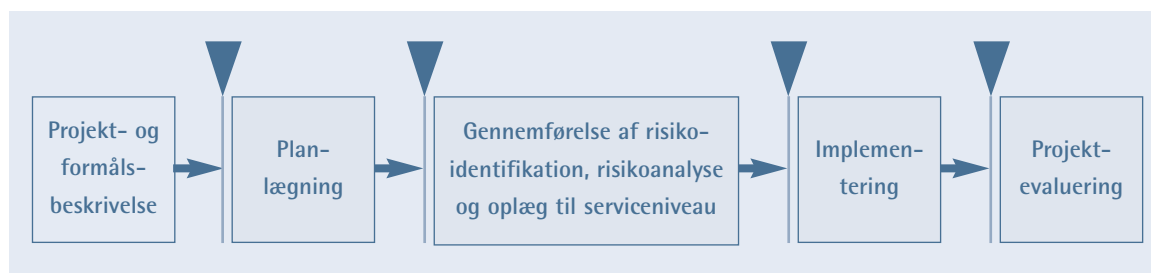 Projekt- og
formåls-
beskrivelse
Plan-
lægning
Gennemførelse af risiko-
identifikation, risikoanalyse
og oplæg til serviceniveau
Implemen-
tering
Projekt-
evaluering